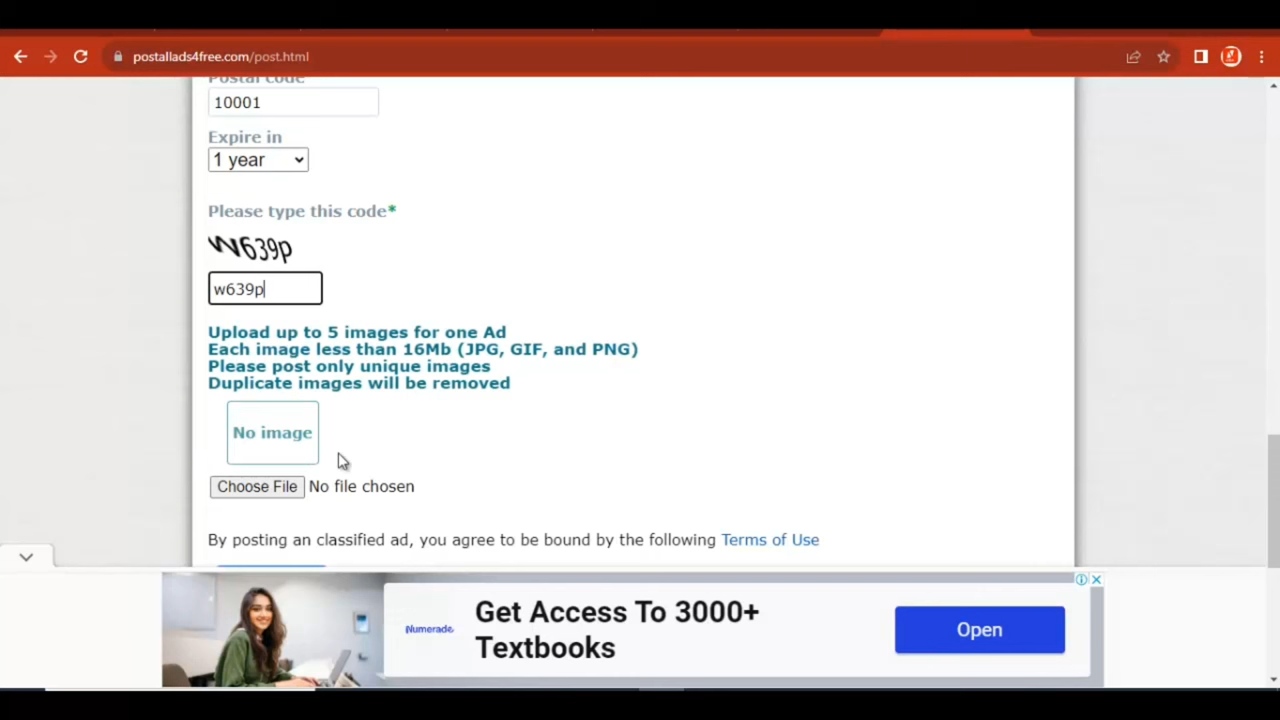 postallads4free.com/post.html
Postal code
10001
Expire in
1 year
Please type this code*
W639p
w639p
Upload up to 5 images for one Ad
Each image less than 16Mb (JPG, GIF, and PNG)
Please post only unique images
Duplicate images will be removed
No image
Choose File No file chosen
By posting an classified ad, you agree to be bound by the following Terms of Use
Numerade
Get Access To 3000+
Textbooks
Open